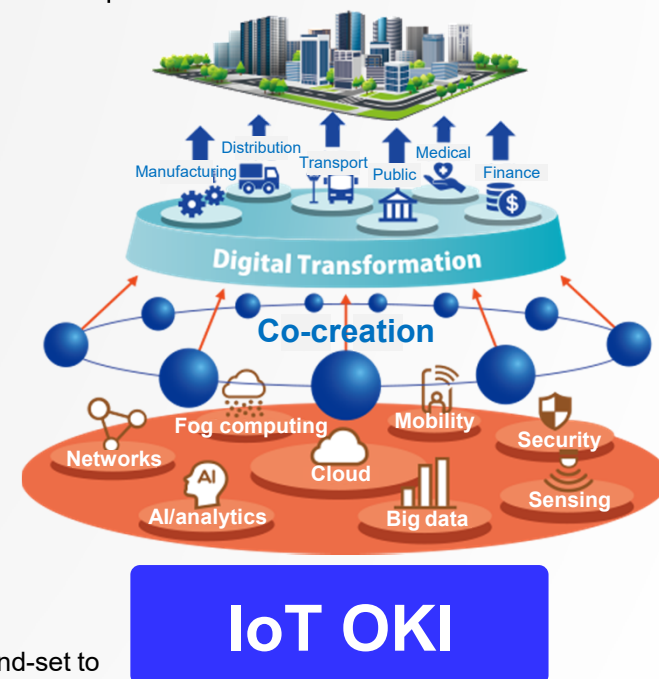 Distribution
Manufacturing
Transport
Public
Medical
Finance
Digital Transformation
Co-creation
Fog computing
Mobility
Networks
Cloud
Security
AI
AI/analytics
Big data
Sensing
IoT OKI
nd-set to